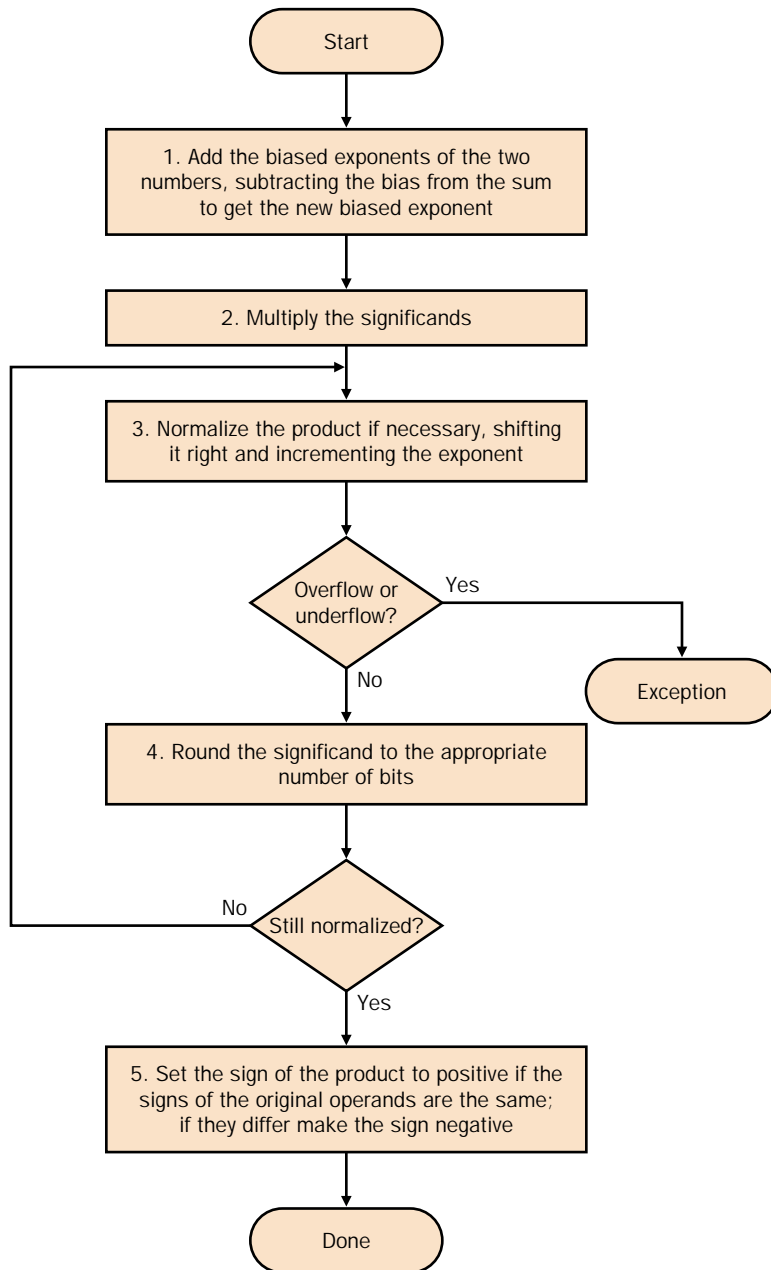 Start
1. Add the biased exponents of the two
numbers, subtracting the bias from the sum
to get the new biased exponent
2. Multiply the significands
3. Normalize the product if necessary, shifting
it right and incrementing the exponent
Overflow or
underflow?
Yes
No
Exception
4. Round the significand to the appropriate
number of bits
No
Still normalized?
Yes
5. Set the sign of the product to positive if the
signs of the original operands are the same;
if they differ make the sign negative
Done